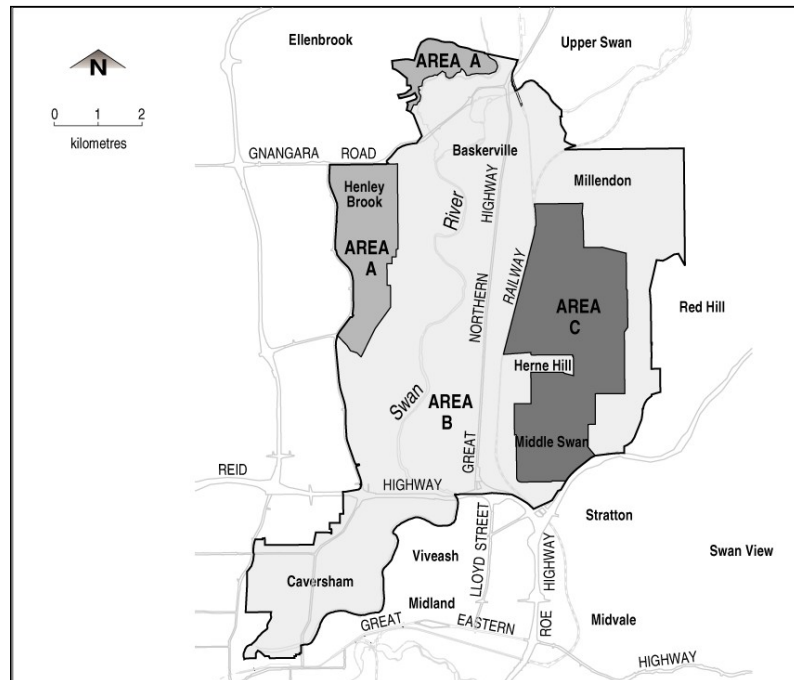 Ellenbrook
AREA A
Upper Swan
N
0 1 2
kilometres
GNANGARA ROAD
Baskerville
Millendon
Henley
Brook
AREA
A
River
HIGHWAY
NORTHERN
GREAT
RAILWAY
AREA
C
Red Hill
Herne Hill
Swan
AREA
B
Middle Swan
REID
HIGHWAY
Stratton
LLOYD STREET
Viveash
Swan View
Caversham
Midland
ROE HIGHWAY
Midvale
GREAT EASTERN HIGHWAY